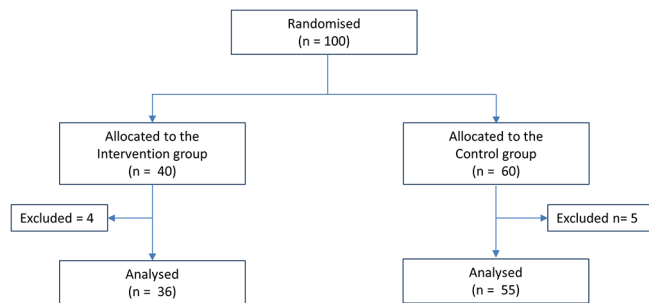 Randomised
(n = 100)
Allocated to the
Intervention group
(n =  40)
Allocated to the
Control group
(n =  60)
Excluded = 4
Excluded n= 5
Analysed
(n =  36)
Analysed
(n =  55)